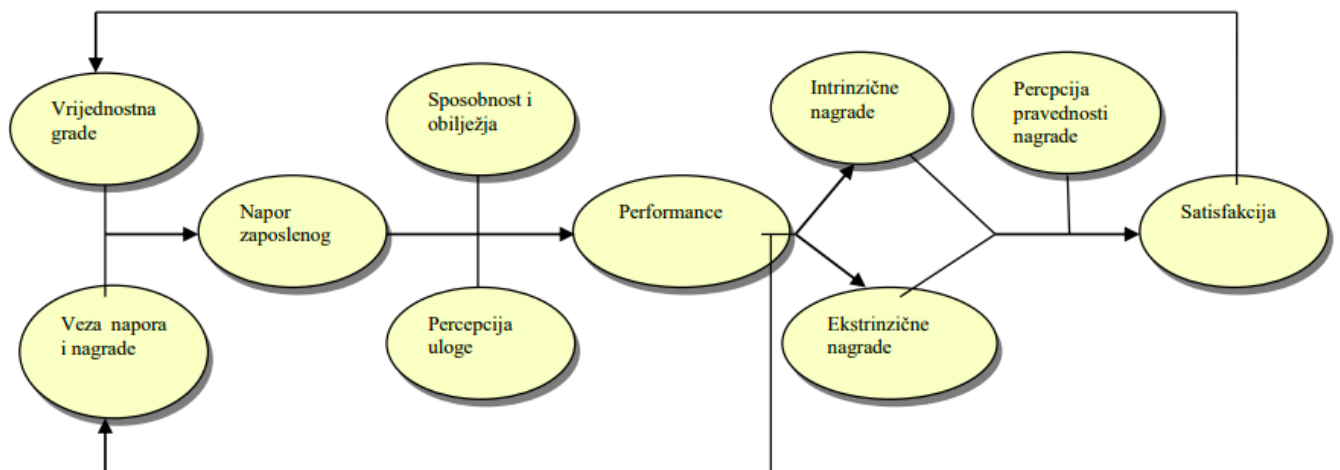 Vrijednostna
grade
Sposobnost i
obilježja
Intrinzične
nagrade
Percpcija
pravednosti
nagrade
Napor
zaposlenog
Performance
Satisfakcija
Veza napora
i nagrade
Percepcija
uloge
Ekstrinzične
nagrade